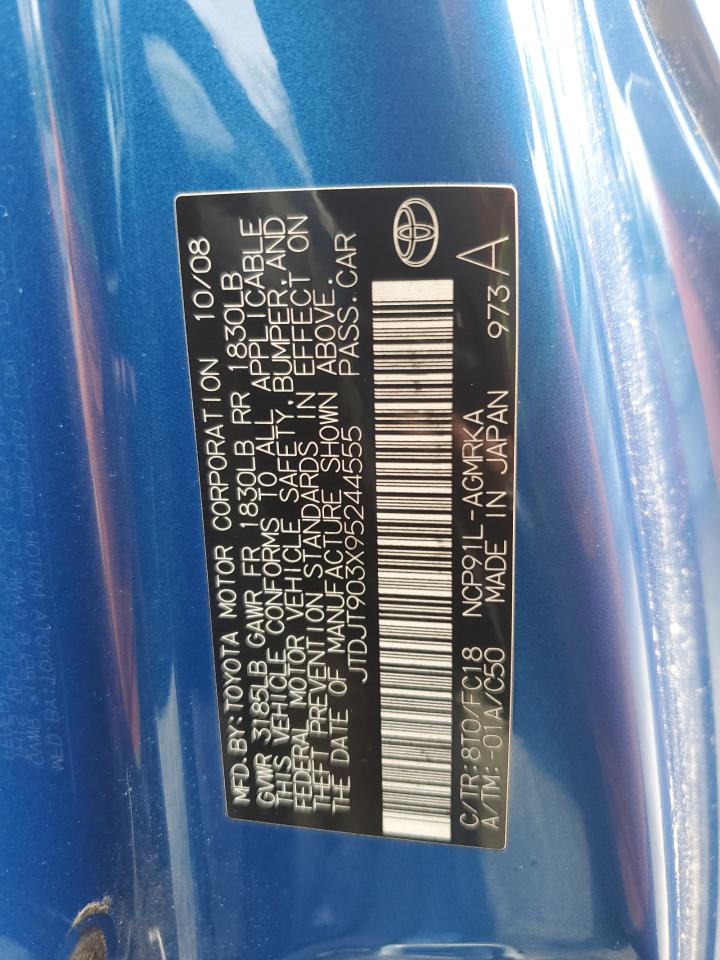 MFD. BY: TOYOTA MOTOR CORPORATION 10/08
GVWR 3185LB GAWR FR 1830LB RR 1830LB
THIS VEHICLE CONFORMS TO ALL APPLICABLE
FEDERAL MOTOR VEHICLE SAFETY, BUMPER, AND
THEFT PREVENTION STANDARDS IN EFFECT ON
THE DATE OF MANUFACTURE SHOWN ABOVE.
JTDJT903X95244555 PASS. CAR
C/TR: 8T0/FC18 NCP91L-AGMRKA 973 A
A/TM: -01A/C50 MADE IN JAPAN